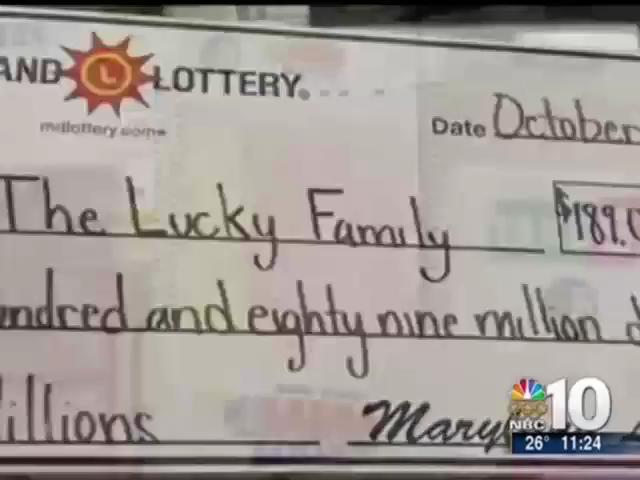 AND L LOTTERY®
mdlottery.com
Date October
The Lucky Family $189.0
undred and eighty nine million d
illions Mary
NBC 10
26° 11:24